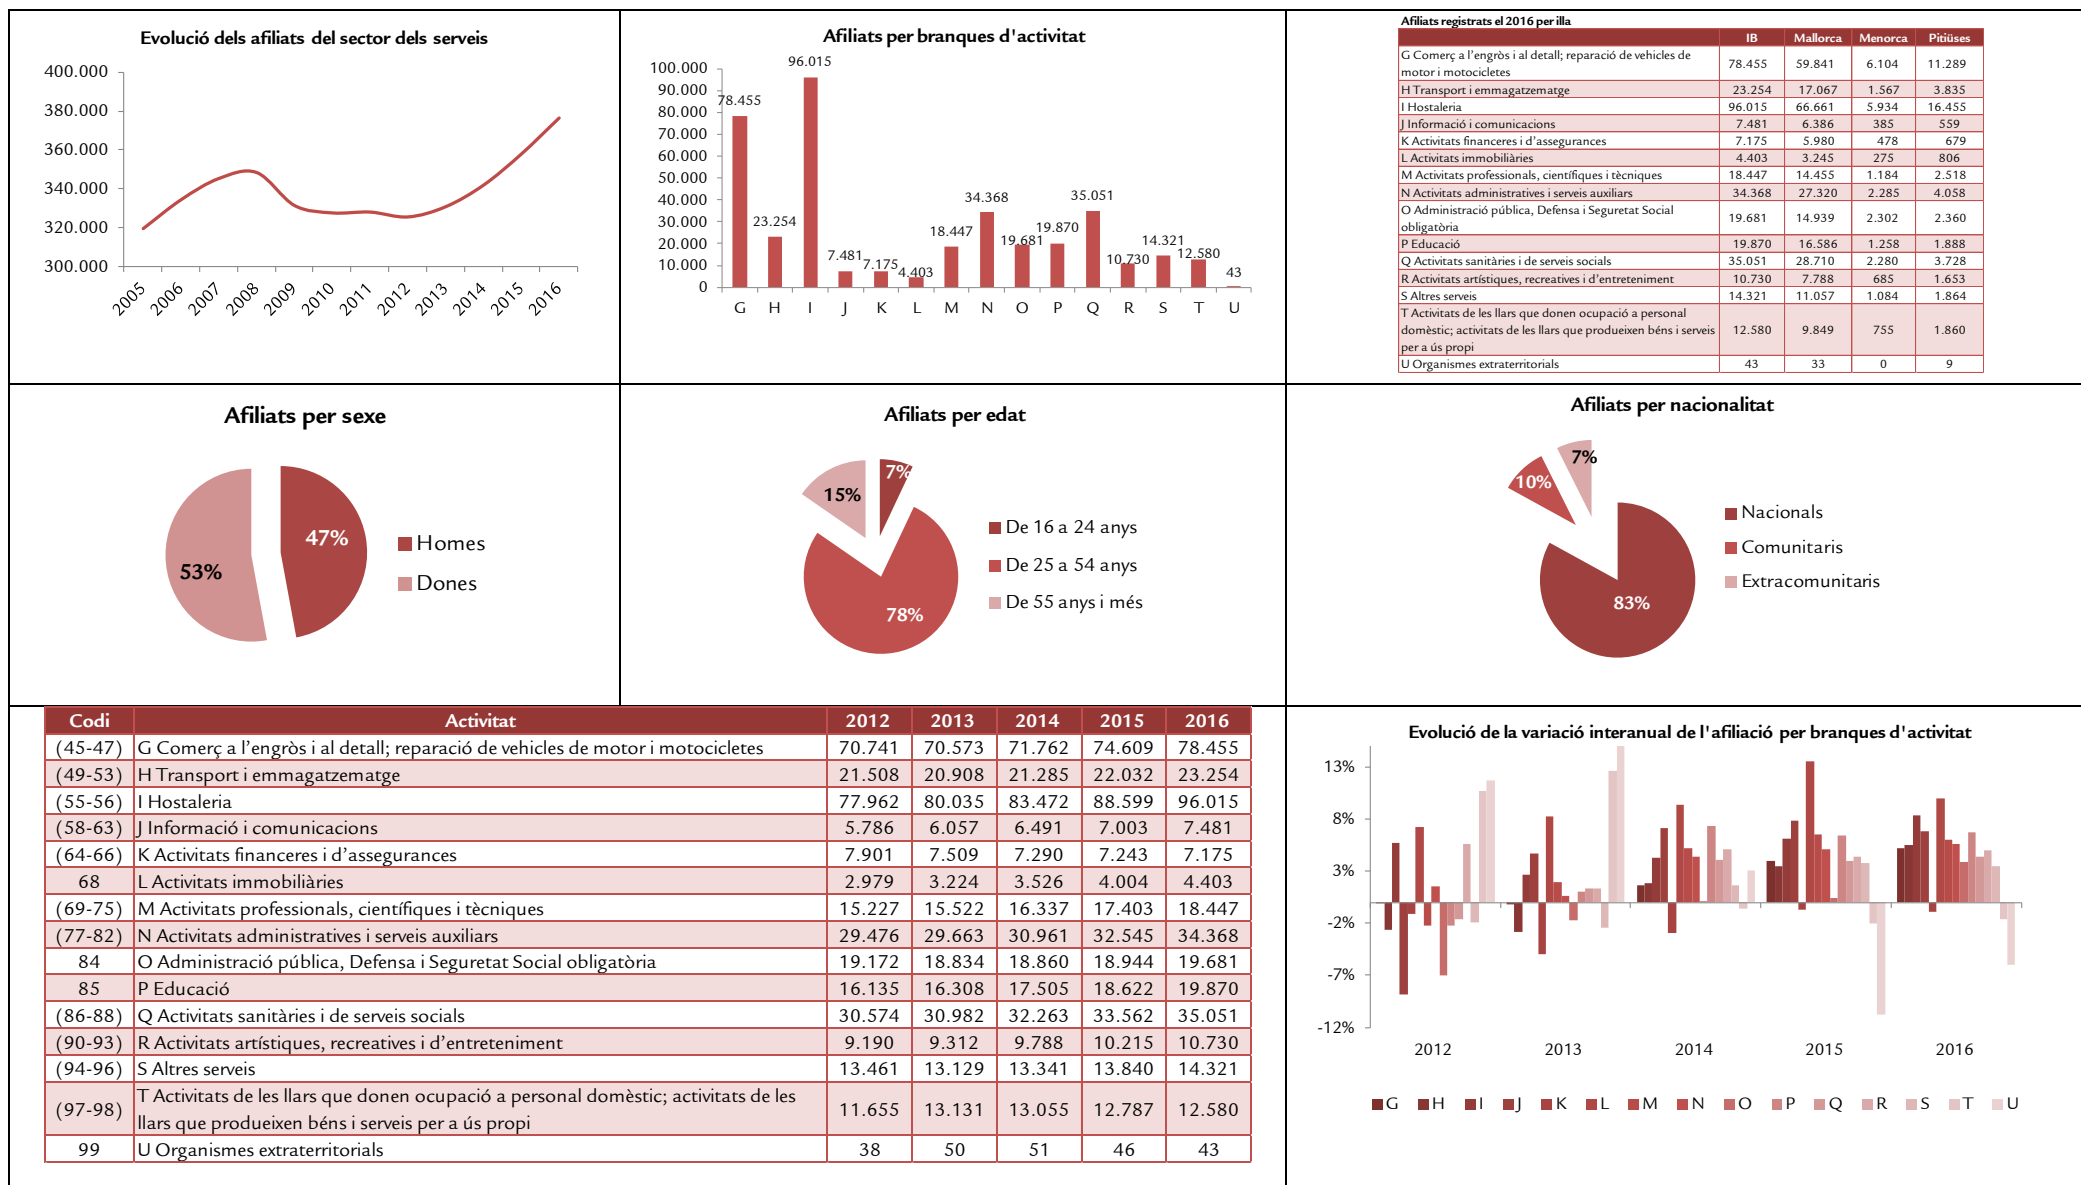 Evolució dels afiliats del sector dels serveis
400.000
380.000
360.000
340.000
320.000
300.000
2005 2006 2007 2008 2009 2010 2011 2012 2013 2014 2015 2016
Afiliats per branques d'activitat
100.000
90.000
80.000
70.000
60.000
50.000
40.000
30.000
20.000
10.000
0
78.455 23.254 96.015 7.481 7.175 4.403 18.447 34.368 19.681 19.870 35.051 10.730 14.321 12.580 43
G H I J K L M N O P Q R S T U
Afiliats registrats el 2016 per illa
IB Mallorca Menorca Pitiüses
G Comerç a l'engròs i al detall; reparació de vehicles de
motor i motocicletes 78.455 59.841 6.104 11.289
H Transport i emmagatzematge 23.254 17.067 1.567 3.835
I Hostaleria 96.015 66.661 5.934 16.455
J Informació i comunicacions 7.481 6.386 385 559
K Activitats financeres i d'assegurances 7.175 5.980 478 679
L Activitats immobiliàries 4.403 3.245 275 806
M Activitats professionals, científiques i tècniques 18.447 14.455 1.184 2.518
N Activitats administratives i serveis auxiliars 34.368 27.320 2.285 4.058
O Administració pública, Defensa i Seguretat Social
obligatòria 19.681 14.939 2.302 2.360
P Educació 19.870 16.586 1.258 1.888
Q Activitats sanitàries i de serveis socials 35.051 28.710 2.280 3.728
R Activitats artístiques, recreatives i d'entreteniment 10.730 7.788 685 1.653
S Altres serveis 14.321 11.057 1.084 1.864
T Activitats de les llars que donen ocupació a personal
domèstic; activitats de les llars que produeixen béns i serveis 12.580 9.849 755 1.860
per a ús propi
U Organismes extraterritorials 43 33 0 9
Afiliats per sexe
47%
53%
Homes
Dones
Afiliats per edat
7%
15%
78%
De 16 a 24 anys
De 25 a 54 anys
De 55 anys i més
Afiliats per nacionalitat
7%
10%
83%
Nacionals
Comunitaris
Extracomunitaris
Codi Activitat 2012 2013 2014 2015 2016
(45-47) G Comerç a l'engròs i al detall; reparació de vehicles de motor i motocicletes 70.741 70.573 71.762 74.609 78.455
(49-53) H Transport i emmagatzematge 21.508 20.908 21.285 22.032 23.254
(55-56) I Hostaleria 77.962 80.035 83.472 88.599 96.015
(58-63) J Informació i comunicacions 5.786 6.057 6.491 7.003 7.481
(64-66) K Activitats financeres i d'assegurances 7.901 7.509 7.290 7.243 7.175
68 L Activitats immobiliàries 2.979 3.224 3.526 4.004 4.403
(69-75) M Activitats professionals, científiques i tècniques 15.227 15.522 16.337 17.403 18.447
(77-82) N Activitats administratives i serveis auxiliars 29.476 29.663 30.961 32.545 34.368
84 O Administració pública, Defensa i Seguretat Social obligatòria 19.172 18.834 18.860 18.944 19.681
85 P Educació 16.135 16.308 17.505 18.622 19.870
(86-88) Q Activitats sanitàries i de serveis socials 30.574 30.982 32.263 33.562 35.051
(90-93) R Activitats artístiques, recreatives i d'entreteniment 9.190 9.312 9.788 10.215 10.730
(94-96) S Altres serveis 13.461 13.129 13.341 13.840 14.321
(97-98) T Activitats de les llars que donen ocupació a personal domèstic; activitats de les
llars que produeixen béns i serveis per a ús propi 11.655 13.131 13.055 12.787 12.580
99 U Organismes extraterritorials 38 50 51 46 43
Evolució de la variació interanual de l'afiliació per branques d'activitat
13%
8%
3%
-2%
-7%
-12%
2012 2013 2014 2015 2016
G H I J K L M N O P Q R S T U